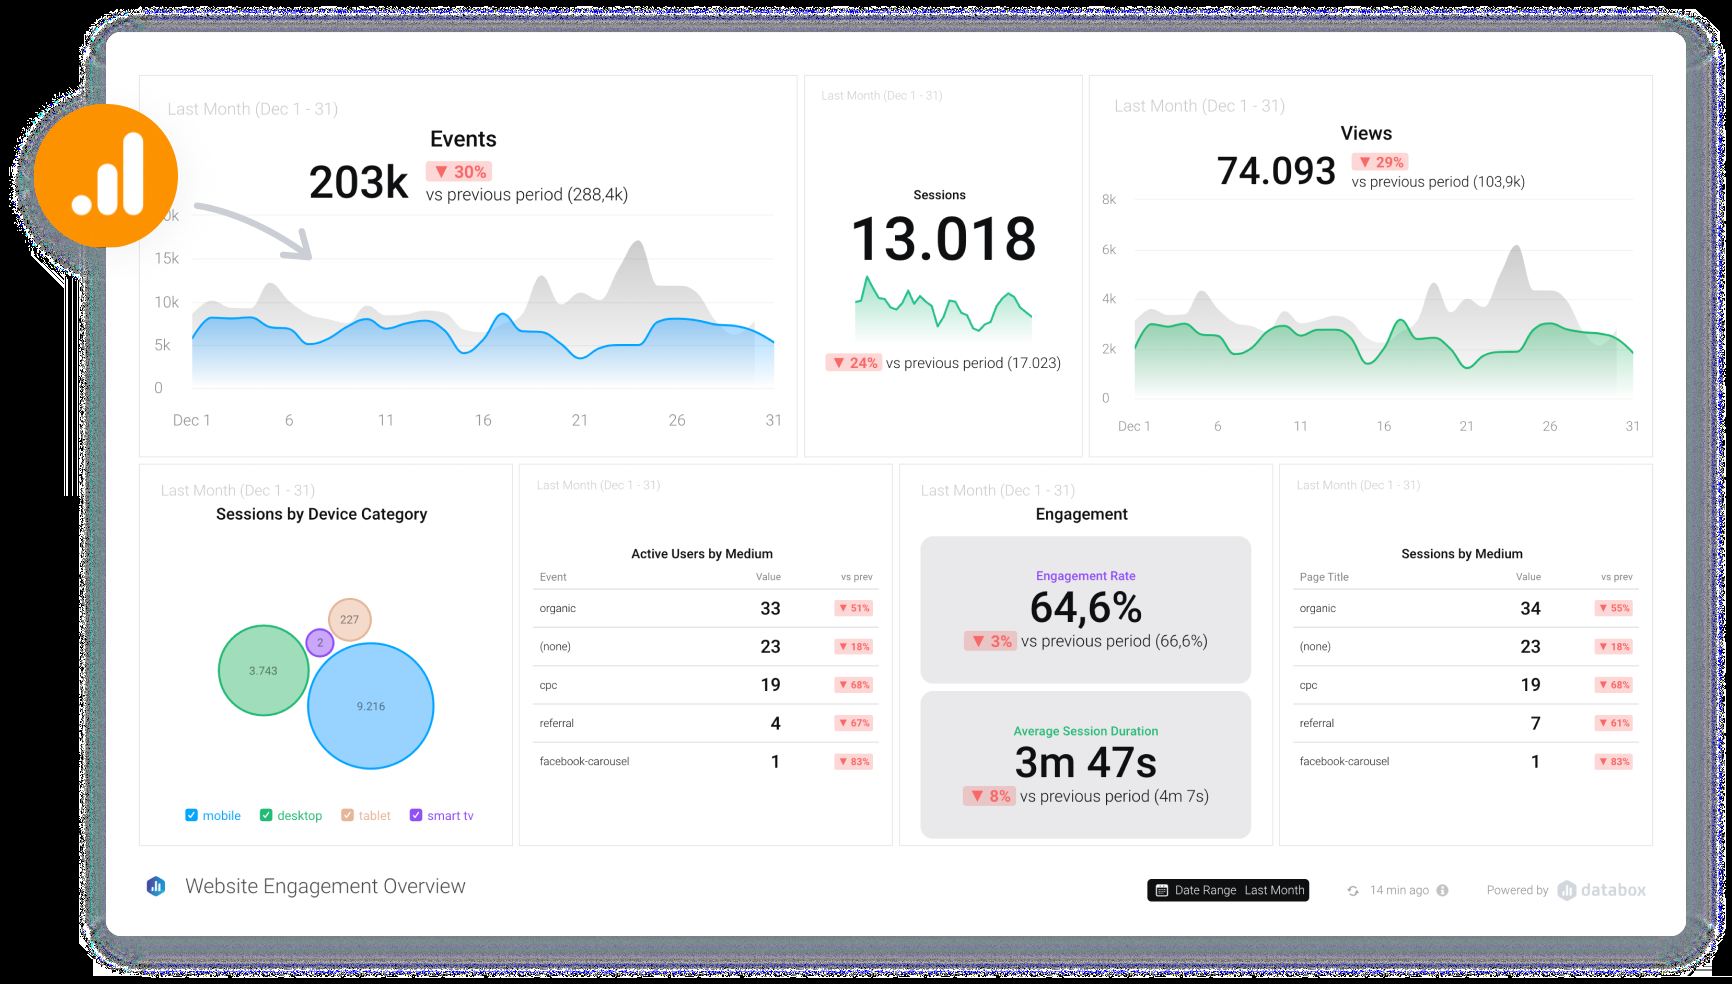 Last Month (Dec 1 - 31)
Events
203k
▼ 30%
vs previous period (288,4k)
0k
15k
10k
5k
0
Dec 1 6 11 16 21 26 31
Last Month (Dec 1 - 31)
Sessions
13.018
▼ 24% vs previous period (17.023)
Last Month (Dec 1 - 31)
Views
74.093
▼ 29%
vs previous period (103,9k)
8k
6k
4k
2k
0
Dec 1 6 11 16 21 26 31
Last Month (Dec 1 - 31)
Sessions by Device Category
227
2
3.743
9.216
mobile desktop tablet smart tv
Last Month (Dec 1 - 31)
Active Users by Medium
Event Value vs prev
organic 33 ▼ 51%
(none) 23 ▼ 18%
cpc 19 ▼ 68%
referral 4 ▼ 67%
facebook-carousel 1 ▼ 83%
Last Month (Dec 1 - 31)
Engagement
Engagement Rate
64,6%
▼ 3% vs previous period (66,6%)
Average Session Duration
3m 47s
▼ 8% vs previous period (4m 7s)
Last Month (Dec 1 - 31)
Sessions by Medium
Page Title Value vs prev
organic 34 ▼ 55%
(none) 23 ▼ 18%
cpc 19 ▼ 68%
referral 7 ▼ 61%
facebook-carousel 1 ▼ 83%
Website Engagement Overview
Date Range Last Month
14 min ago
Powered by databox